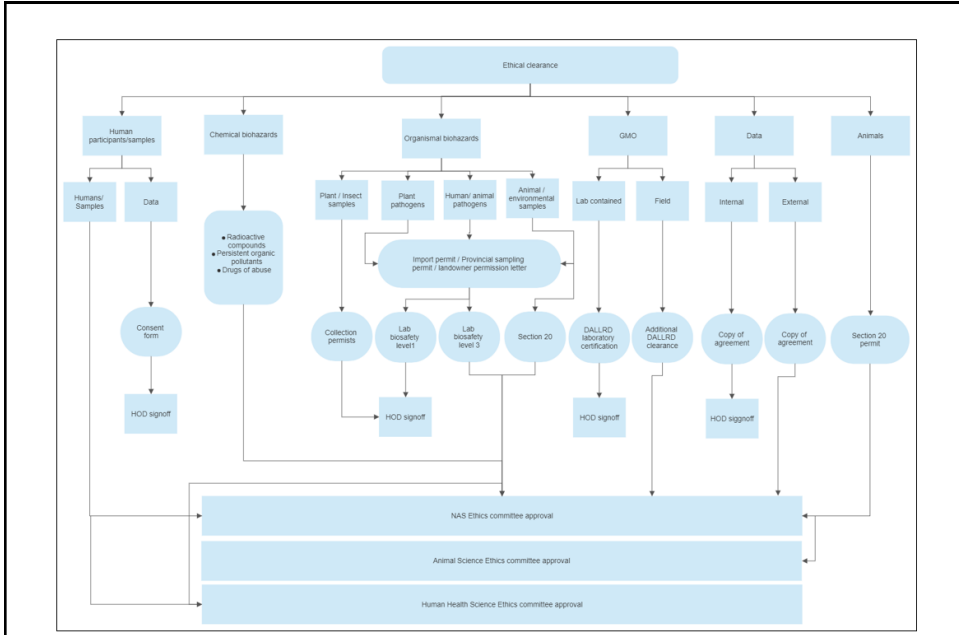 Ethical clearance
Human
participants/samples
Chemical biohazards
Organismal biohazards
GMO
Data
Animals
Humans/
Samples
Data
Plant / Insect
samples
Plant
pathogens
Human/ animal
pathogens
Animal /
environmental
samples
Lab contained
Field
Internal
External
● Radioactive
compounds
● Persistent organic
pollutants
● Drugs of abuse
Import permit / Provincial sampling
permit / landowner permission letter
Consent
form
Collection
permists
Lab
biosafety
level1
Lab
biosafety
level 3
Section 20
DALLRD
laboratory
certification
Additional
DALLRD
clearance
Copy of
agreement
Copy of
agreement
Section 20
permit
HOD signoff
HOD signoff
HOD signoff
HOD siggnoff
NAS Ethics committee approval
Animal Science Ethics committee approval
Human Health Science Ethics committee approval